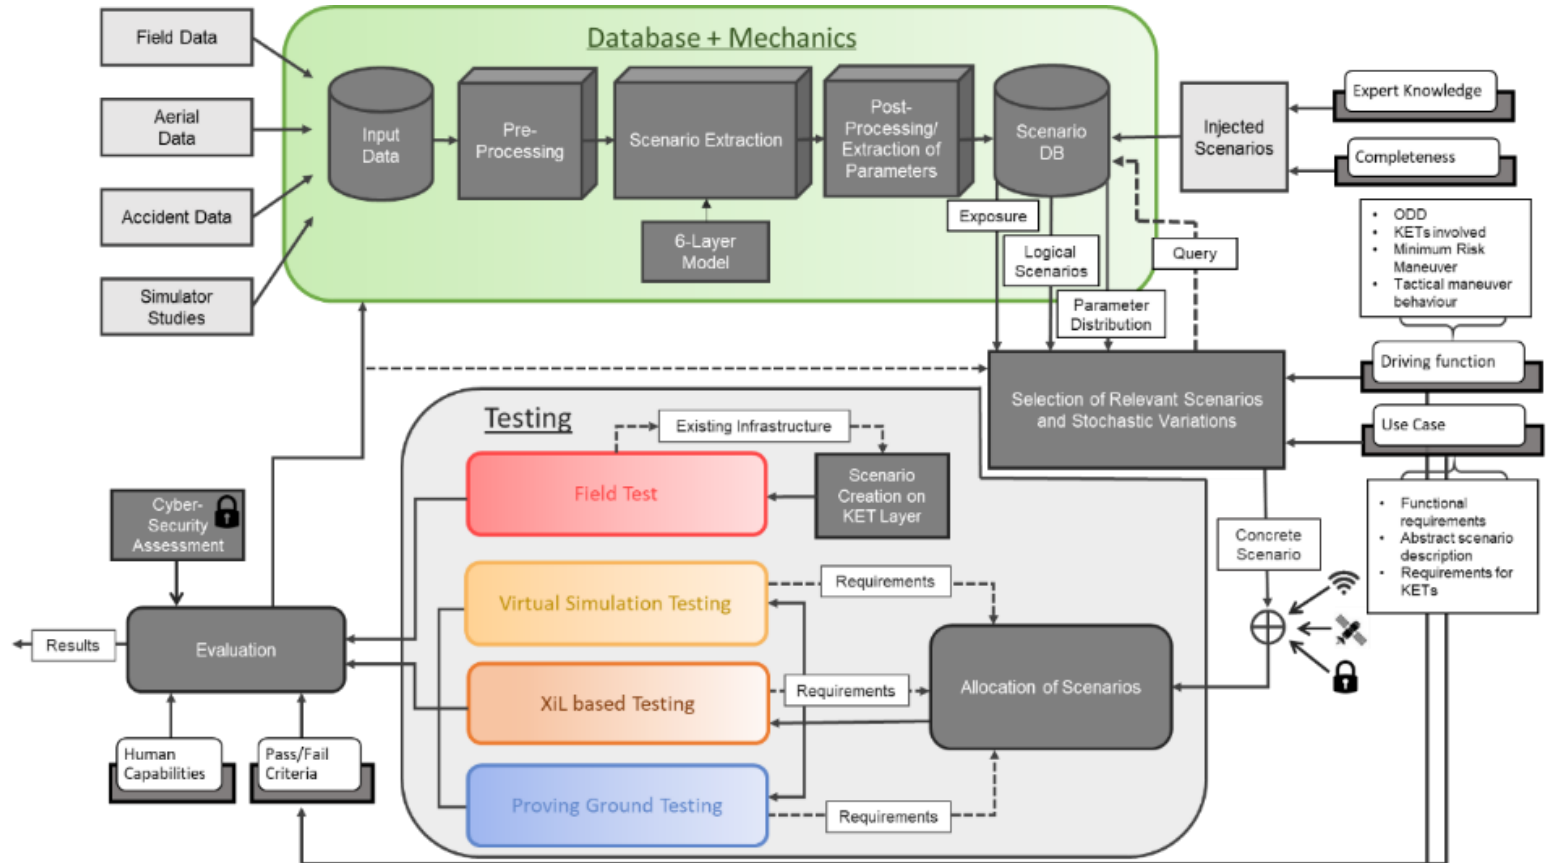 Database + Mechanics
Field Data
Aerial
Data
Accident Data
Simulator
Studies
Input
Data
Pre-
Processing
Scenario Extraction
Post-
Processing/
Extraction of
Parameters
Scenario
DB
6-Layer
Model
Injected
Scenarios
Expert Knowledge
Completeness
Exposure
Logical
Scenarios
Parameter
Distribution
Query
• ODD
• KETs involved
• Minimum Risk
Maneuver
• Tactical maneuver
behaviour
Driving function
Use Case
• Functional
requirements
• Abstract scenario
description
• Requirements for
KETs
Selection of Relevant Scenarios
and Stochastic Variations
Concrete
Scenario
Testing
Existing Infrastructure
Field Test
Scenario
Creation on
KET Layer
Virtual Simulation Testing
Requirements
XiL based Testing
Requirements
Allocation of Scenarios
Proving Ground Testing
Requirements
Cyber-
Security
Assessment
Evaluation
Results
Human
Capabilities
Pass/Fail
Criteria